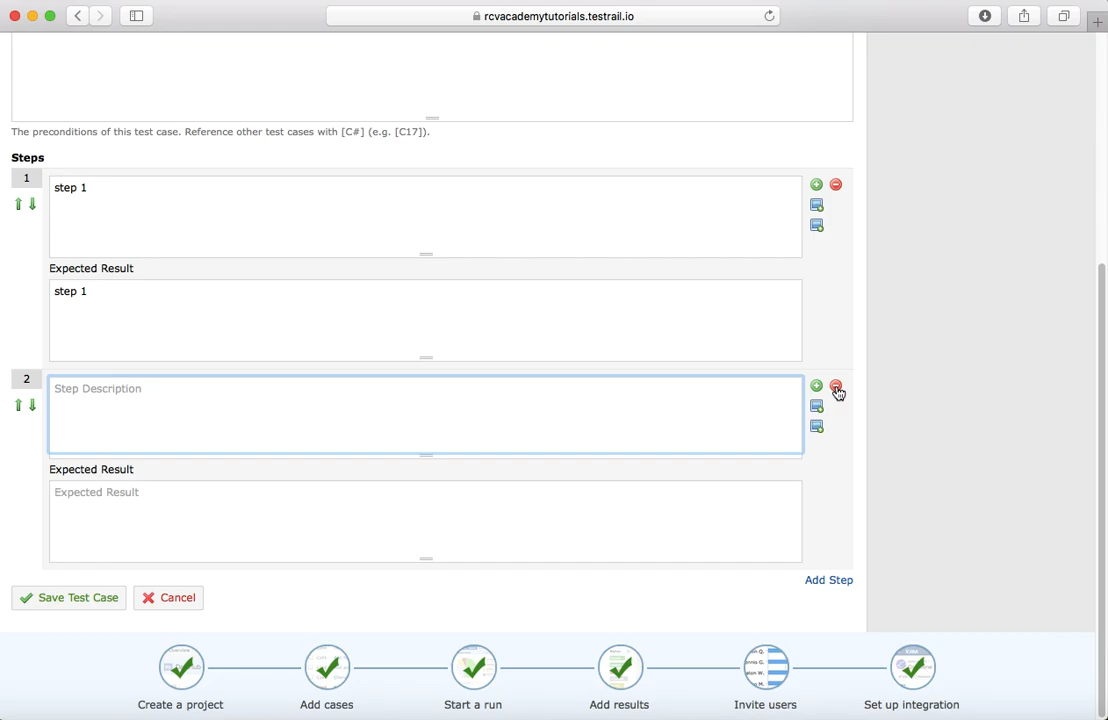 rcvacademytutorials.testrail.io
The preconditions of this test case. Reference other test cases with [C#] (e.g. [C17]).
Steps
1
step 1
Expected Result
step 1
2
Step Description
Expected Result
Expected Result
Add Step
Save Test Case
Cancel
Create a project
Add cases
Start a run
Add results
Invite users
Set up integration